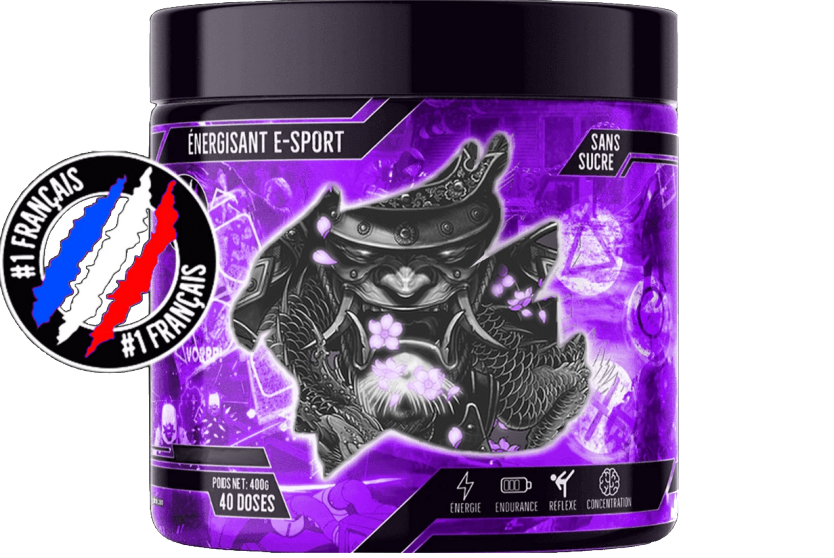 ÉNERGISANT E-SPORT
SANS
SUCRE
#1 FRANÇAIS
#1 FRANÇAIS
POIDS NET: 400G
40 DOSES
ÉNERGIE
ENDURANCE
RÉFLEXE
CONCENTRATION